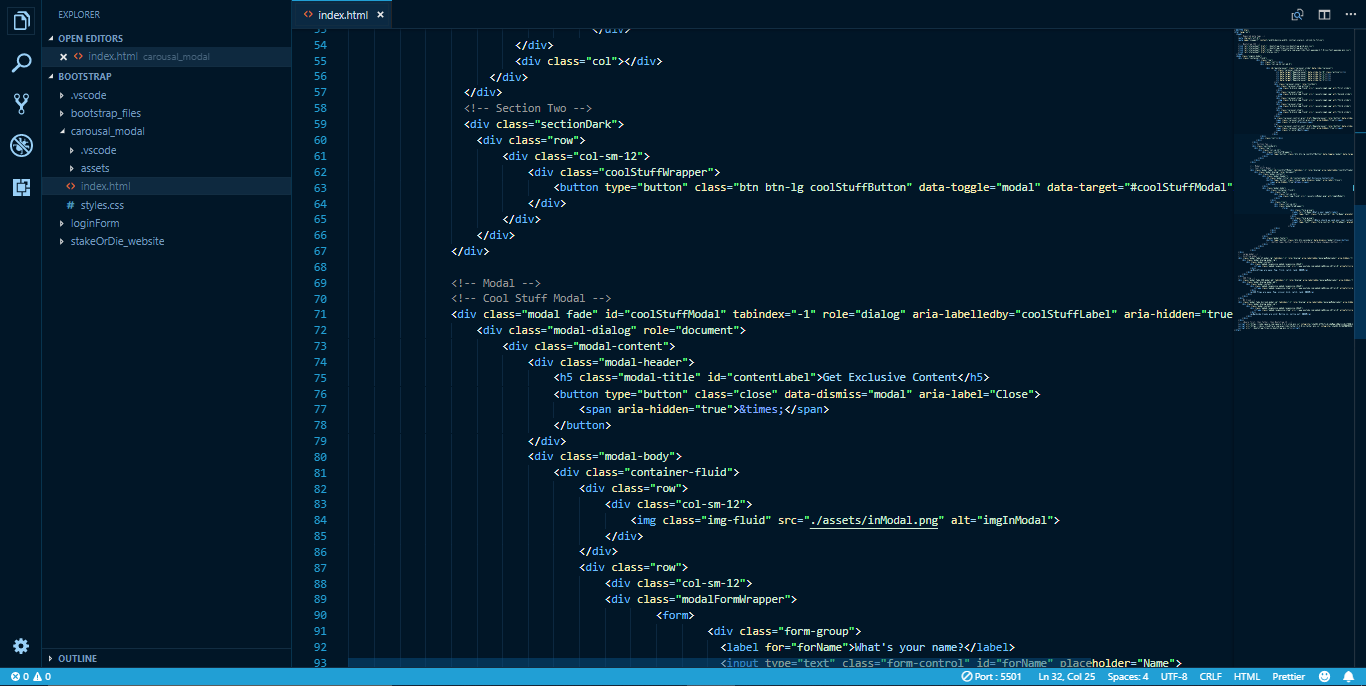 EXPLORER
OPEN EDITORS
index.html carousal_modal
BOOTSTRAP
.vscode
bootstrap_files
carousal_modal
.vscode
assets
index.html
# styles.css
loginForm
stakeOrDie_website
OUTLINE
index.html
53 </div>
54 </div>
55 <div class="col"></div>
56 </div>
57 </div>
58 <!-- Section Two -->
59 <div class="sectionDark">
60 <div class="row">
61 <div class="col-sm-12">
62 <div class="coolStuffWrapper">
63 <button type="button" class="btn btn-lg coolStuffButton" data-toggle="modal" data-target="#coolStuffModal"
64 </div>
65 </div>
66 </div>
67 </div>
68
69 <!-- Modal -->
70 <!-- Cool Stuff Modal -->
71 <div class="modal fade" id="coolStuffModal" tabindex="-1" role="dialog" aria-labelledby="coolStuffLabel" aria-hidden="true
72 <div class="modal-dialog" role="document">
73 <div class="modal-content">
74 <div class="modal-header">
75 <h5 class="modal-title" id="contentLabel">Get Exclusive Content</h5>
76 <button type="button" class="close" data-dismiss="modal" aria-label="Close">
77 <span aria-hidden="true">&times;</span>
78 </button>
79 </div>
80 <div class="modal-body">
81 <div class="container-fluid">
82 <div class="row">
83 <div class="col-sm-12">
84 <img class="img-fluid" src="./assets/inModal.png" alt="imgInModal">
85 </div>
86 </div>
87 <div class="row">
88 <div class="col-sm-12">
89 <div class="modalFormWrapper">
90 <form>
91 <div class="form-group">
92 <label for="forName">What's your name?</label>
93 <input type="text" class="form-control" id="forName" placeholder="Name">
0 0 Port : 5501 Ln 32, Col 25 Spaces: 4 UTF-8 CRLF HTML Prettier